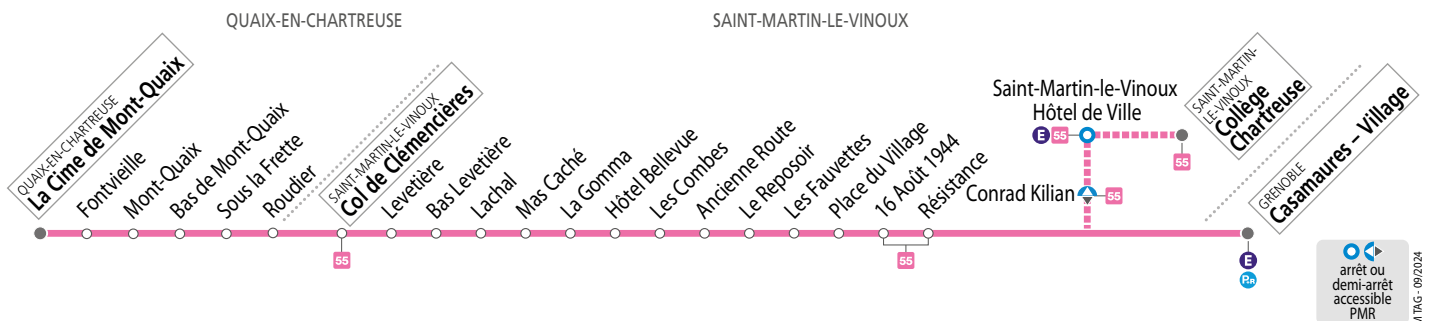 QUAIX-EN-CHARTREUSE
SAINT-MARTIN-LE-VINOUX
QUAIX-EN-CHARTREUSE
La Cime de Mont-Quaix
Fontvieille
Mont-Quaix
Bas de Mont-Quaix
Sous la Frette
Roudier
SAINT-MARTIN-LE-VINOUX
Col de Clémencières
55
Levetière
Bas Levetière
Lachal
Mas Caché
La Gomma
Hôtel Bellevue
Les Combes
Ancienne Route
Le Reposoir
Les Fauvettes
Place du Village
16 Août 1944
Résistance
55
Saint-Martin-le-Vinoux
Hôtel de Ville
E 55
Conrad Kilian 55
SAINT-MARTIN-
LE-VINOUX
Collège
Chartreuse
55
GRENOBLE
Casamaures – Village
E
P+R
arrêt ou
demi-arrêt
accessible
PMR
M TAG - 09/2024